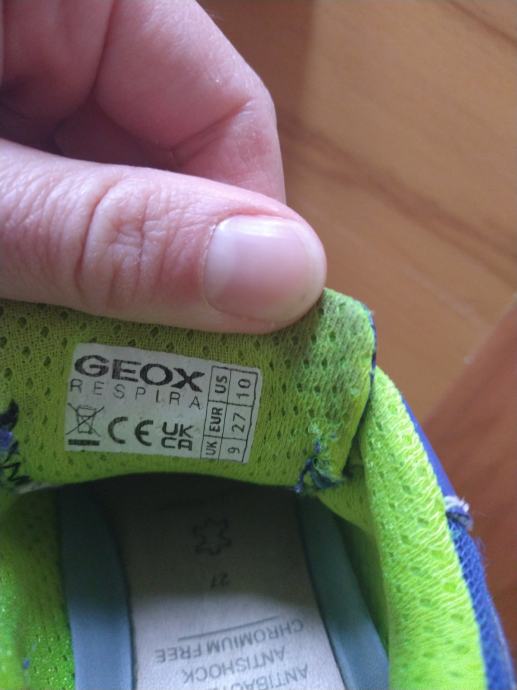 GEOX
RESPIRA
CE UK CA
US 10
EUR 27
UK 9
27
CHROMIUM FREE
ANTISHOCK